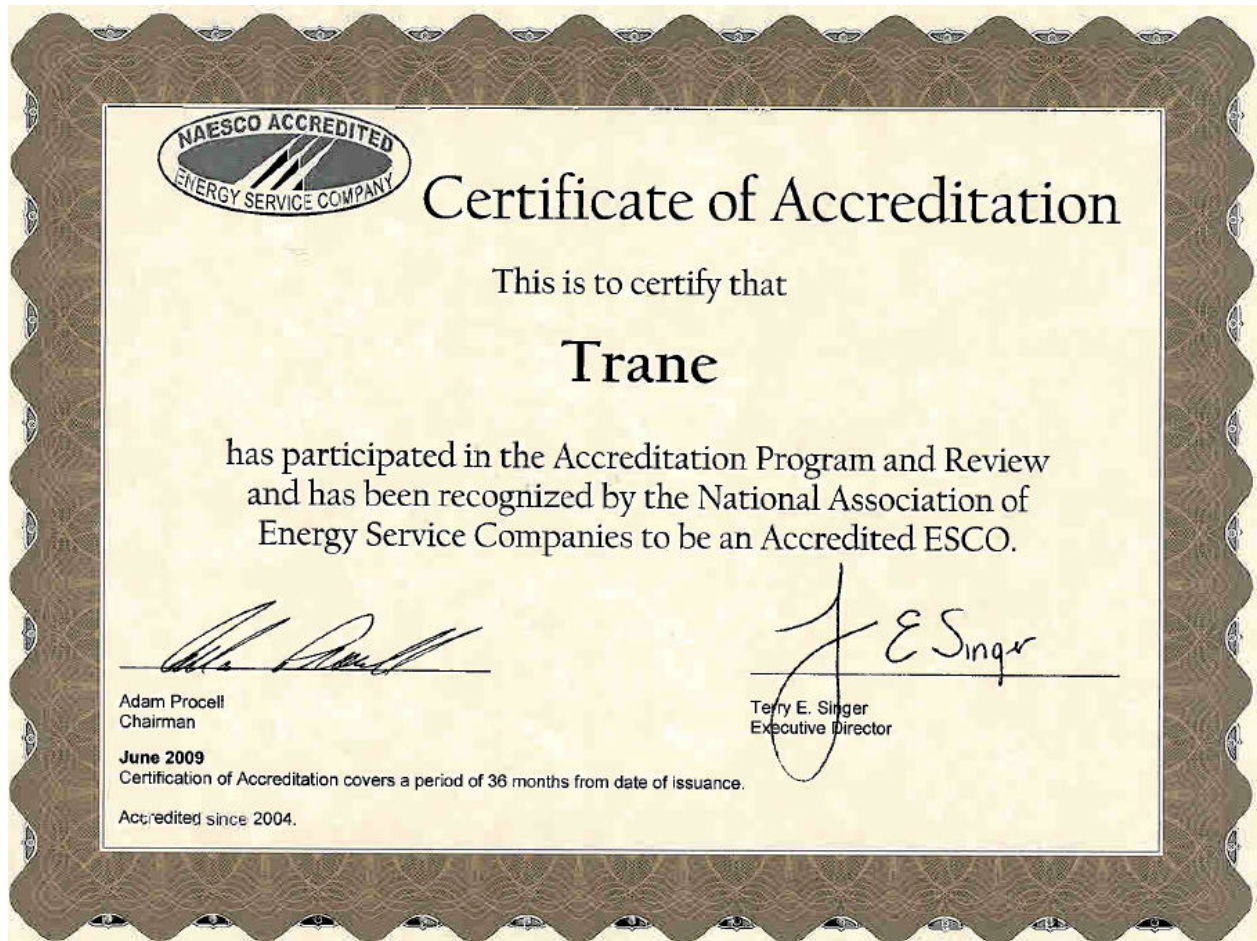 NAESCO ACCREDITED
ENERGY SERVICE COMPANY
Certificate of Accreditation
This is to certify that
Trane
has participated in the Accreditation Program and Review
and has been recognized by the National Association of
Energy Service Companies to be an Accredited ESCO.
E Singer
Adam Procell
Chairman
Terry E. Singer
Executive Director
June 2009
Certification of Accreditation covers a period of 36 months from date of issuance.
Accredited since 2004.